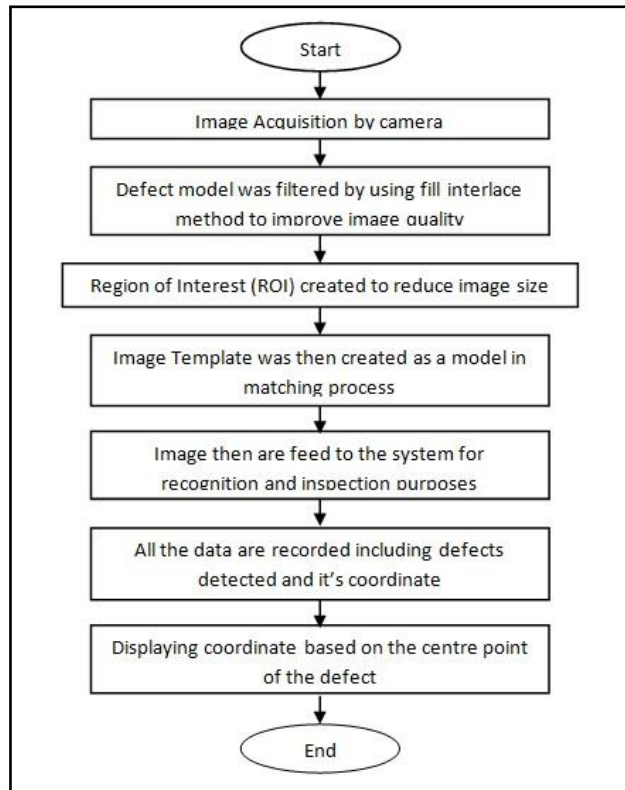 Start
Image Acquisition by camera
Defect model was filtered by using fill interlace
method to improve image quality
Region of Interest (ROI) created to reduce image size
Image Template was then created as a model in
matching process
Image then are feed to the system for
recognition and inspection purposes
All the data are recorded including defects
detected and it's coordinate
Displaying coordinate based on the centre point
of the defect
End